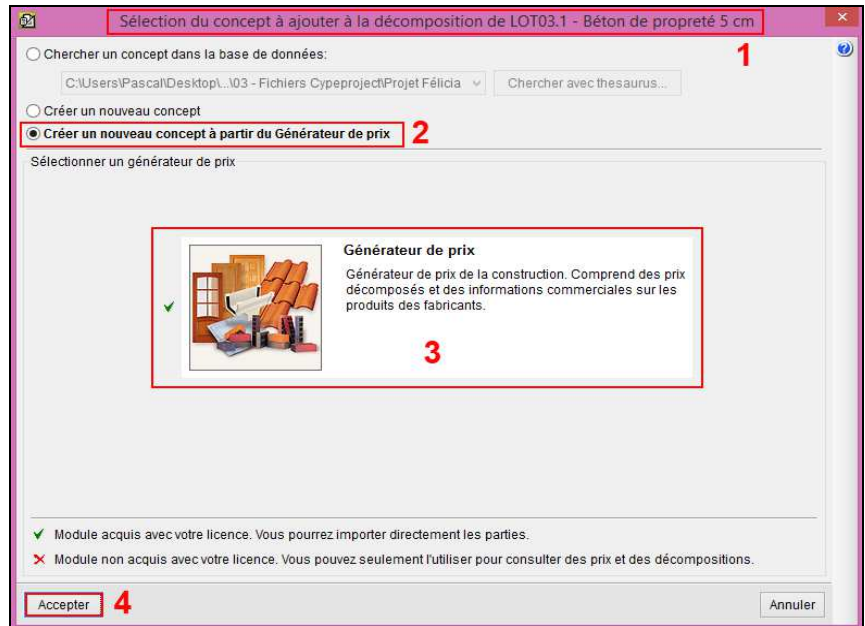 Sélection du concept à ajouter à la décomposition de LOT03.1 - Béton de propreté 5 cm
1
Chercher un concept dans la base de données:
C:\Users\Pascal\Desktop\...\03 - Fichiers Cypeproject\Projet Félicia
Chercher avec thesaurus...
Créer un nouveau concept
Créer un nouveau concept à partir du Générateur de prix
2
Sélectionner un générateur de prix
Générateur de prix
Générateur de prix de la construction. Comprend des prix
décomposés et des informations commerciales sur les
produits des fabricants.
3
Module acquis avec votre licence. Vous pourrez importer directement les parties.
Module non acquis avec votre licence. Vous pouvez seulement l'utiliser pour consulter des prix et des décompositions.
Accepter
4
Annuler